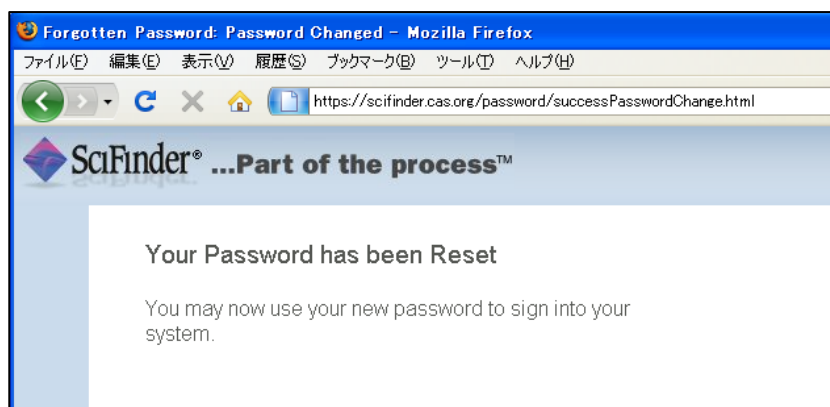 Forgotten Password: Password Changed – Mozilla Firefox
ファイル(F) 編集(E) 表示(V) 履歴(S) ブックマーク(B) ツール(T) ヘルプ(H)
https://scifinder.cas.org/password/successPasswordChange.html
SciFinder® ...Part of the process™
Your Password has been Reset
You may now use your new password to sign into your
system.